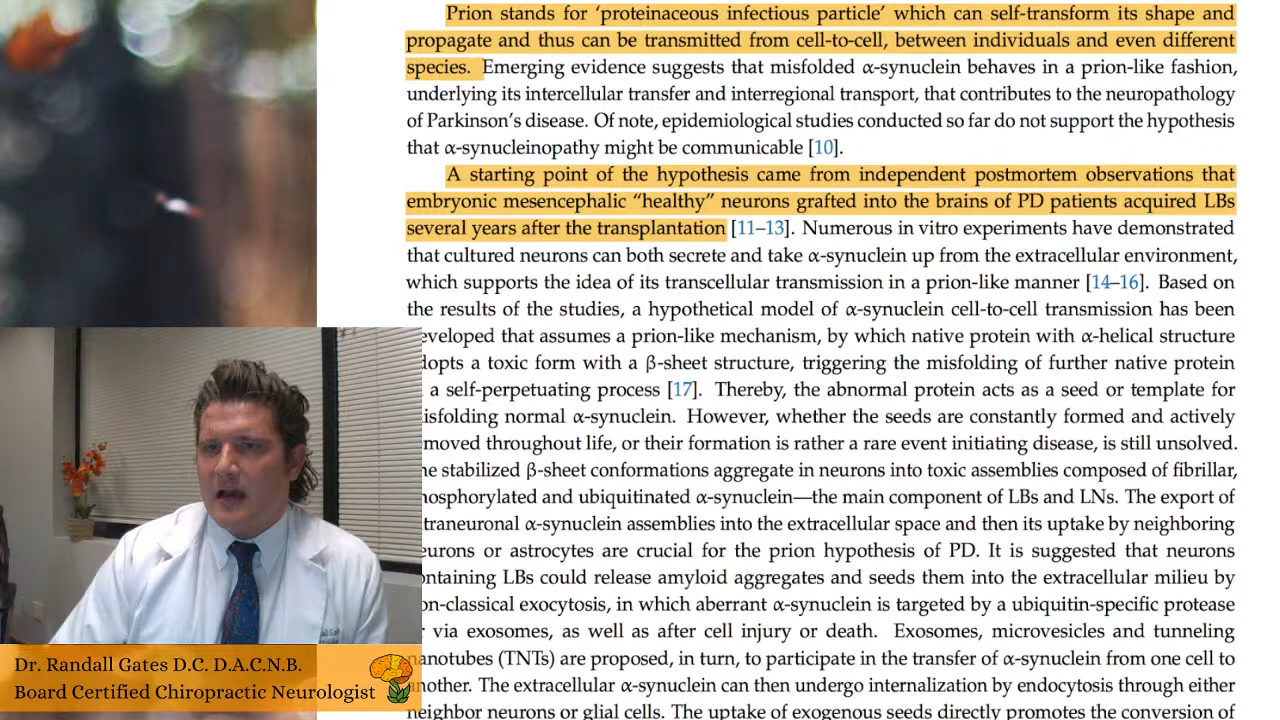 Prion stands for ‘proteinaceous infectious particle’ which can self-transform its shape and
propagate and thus can be transmitted from cell-to-cell, between individuals and even different
species. Emerging evidence suggests that misfolded α-synuclein behaves in a prion-like fashion,
underlying its intercellular transfer and interregional transport, that contributes to the neuropathology
of Parkinson’s disease. Of note, epidemiological studies conducted so far do not support the hypothesis
that α-synucleinopathy might be communicable [10].
A starting point of the hypothesis came from independent postmortem observations that
embryonic mesencephalic “healthy” neurons grafted into the brains of PD patients acquired LBs
several years after the transplantation [11–13]. Numerous in vitro experiments have demonstrated
that cultured neurons can both secrete and take α-synuclein up from the extracellular environment,
which supports the idea of its transcellular transmission in a prion-like manner [14–16]. Based on
the results of the studies, a hypothetical model of α-synuclein cell-to-cell transmission has been
eveloped that assumes a prion-like mechanism, by which native protein with α-helical structure
dopts a toxic form with a β-sheet structure, triggering the misfolding of further native protein
a self-perpetuating process [17]. Thereby, the abnormal protein acts as a seed or template for
isfolding normal α-synuclein. However, whether the seeds are constantly formed and actively
moved throughout life, or their formation is rather a rare event initiating disease, is still unsolved.
he stabilized β-sheet conformations aggregate in neurons into toxic assemblies composed of fibrillar,
hosphorylated and ubiquitinated α-synuclein—the main component of LBs and LNs. The export of
traneuronal α-synuclein assemblies into the extracellular space and then its uptake by neighboring
eurons or astrocytes are crucial for the prion hypothesis of PD. It is suggested that neurons
ontaining LBs could release amyloid aggregates and seeds them into the extracellular milieu by
on-classical exocytosis, in which aberrant α-synuclein is targeted by a ubiquitin-specific protease
r via exosomes, as well as after cell injury or death. Exosomes, microvesicles and tunneling
nanotubes (TNTs) are proposed, in turn, to participate in the transfer of α-synuclein from one cell to
another. The extracellular α-synuclein can then undergo internalization by endocytosis through either
neighbor neurons or glial cells. The uptake of exogenous seeds directly promotes the conversion of
Dr. Randall Gates D.C. D.A.C.N.B.
Board Certified Chiropractic Neurologist